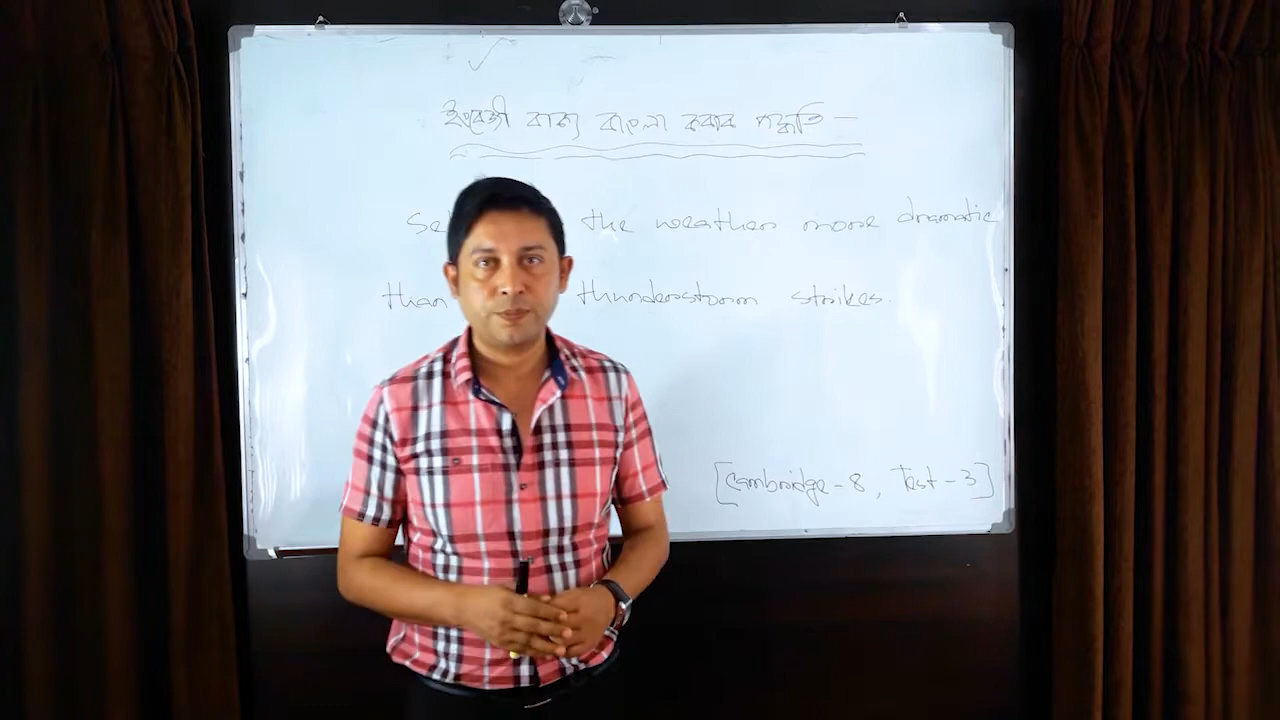 ইংরেজী বাক্য বাংলা করার পদ্ধতি —
the weather more dramatic
than thunderstorm strikes.
[Cambridge-8, Test-3]